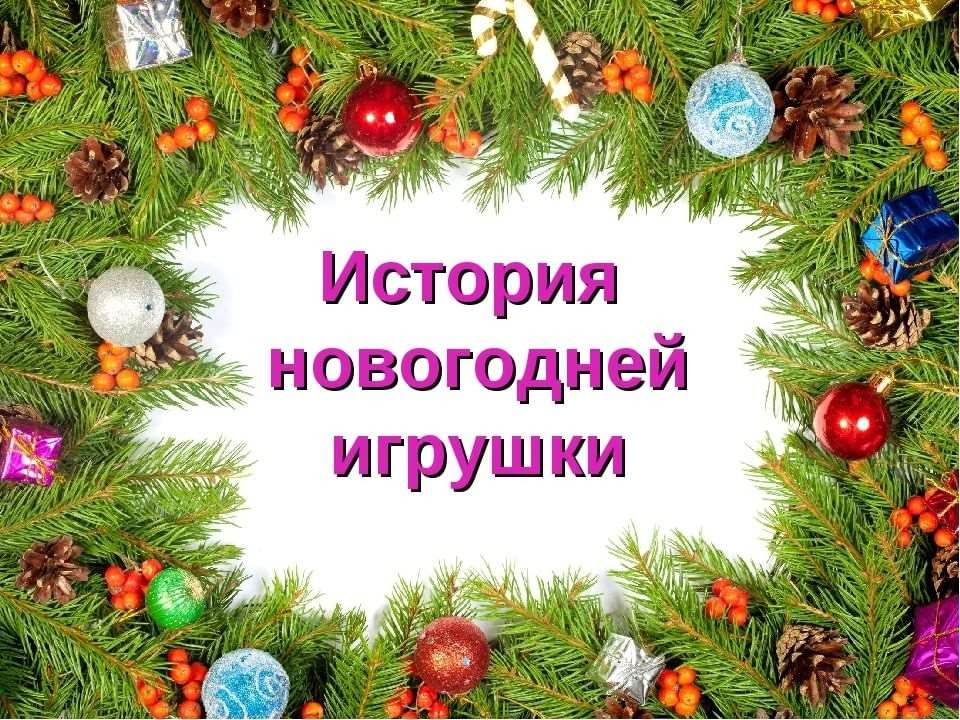 История
новогодней
игрушки